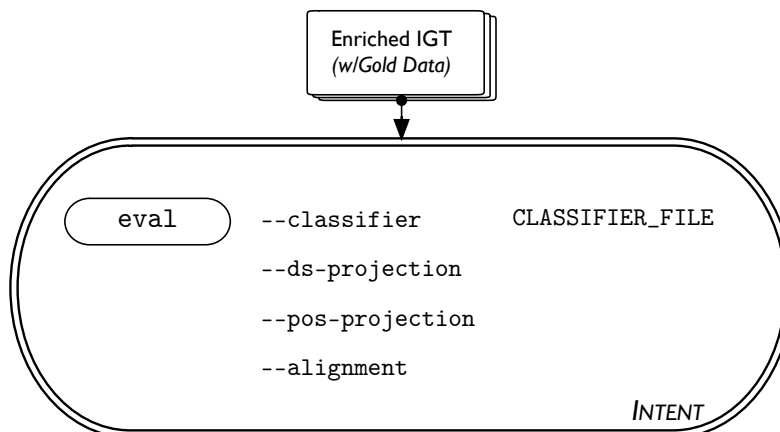 Enriched IGT
(w/Gold Data)
eval --classifier CLASSIFIER_FILE
--ds-projection
--pos-projection
--alignment
INTENT